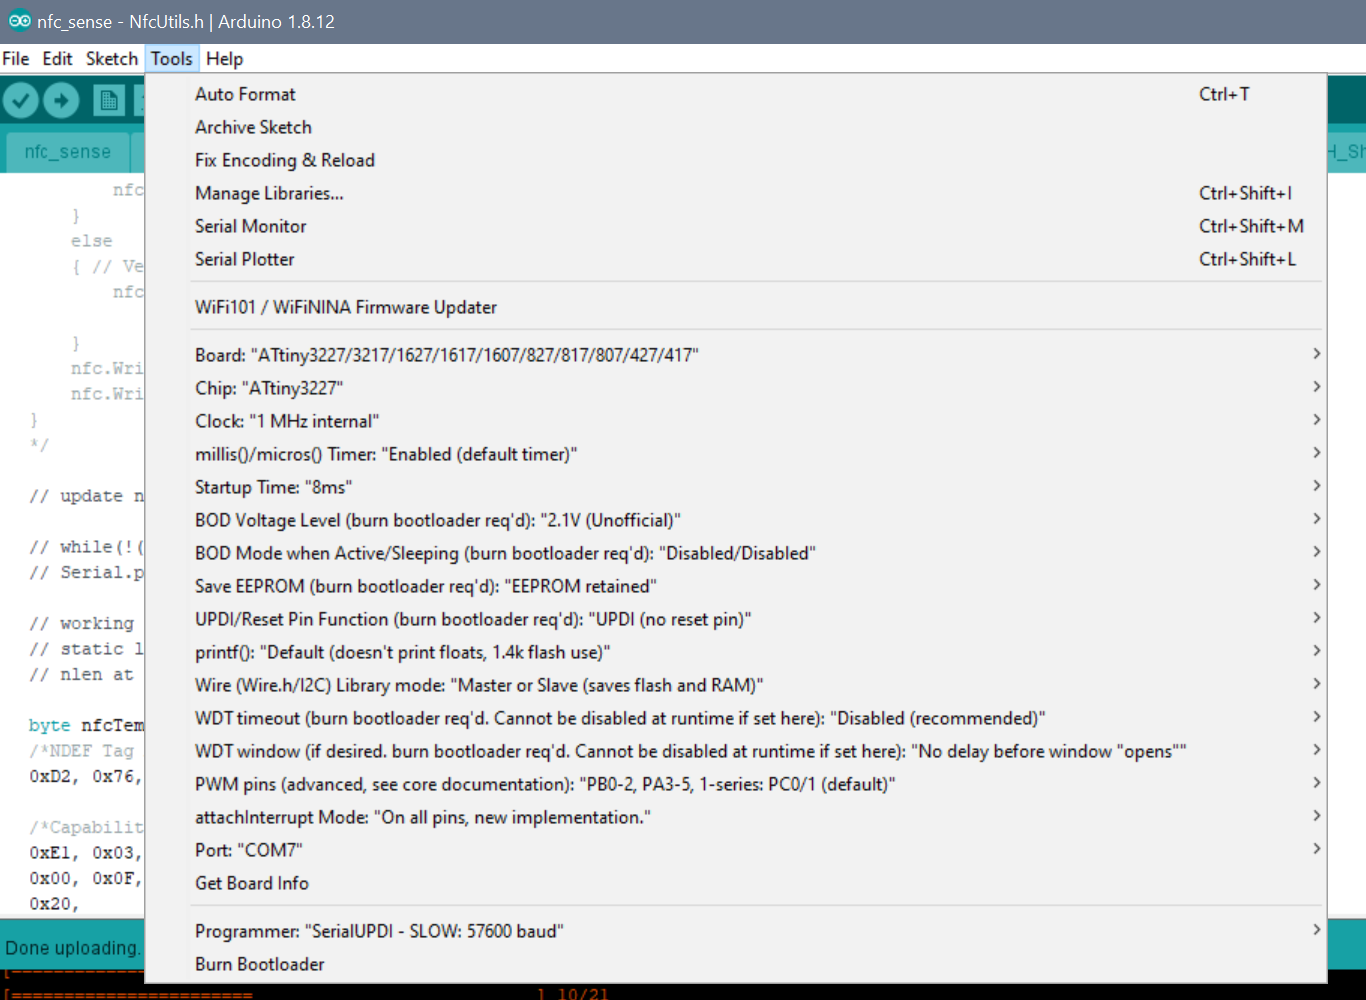 nfc_sense - NfcUtils.h | Arduino 1.8.12
File Edit Sketch Tools Help
Auto Format Ctrl+T
Archive Sketch
nfc_sense
Fix Encoding & Reload
Manage Libraries... Ctrl+Shift+I
Serial Monitor Ctrl+Shift+M
Serial Plotter Ctrl+Shift+L
WiFi101 / WiFiNINA Firmware Updater
Board: "ATtiny3227/3217/1627/1617/1607/827/817/807/427/417"
Chip: "ATtiny3227"
Clock: "1 MHz internal"
millis()/micros() Timer: "Enabled (default timer)"
Startup Time: "8ms"
BOD Voltage Level (burn bootloader req'd): "2.1V (Unofficial)"
BOD Mode when Active/Sleeping (burn bootloader req'd): "Disabled/Disabled"
Save EEPROM (burn bootloader req'd): "EEPROM retained"
UPDI/Reset Pin Function (burn bootloader req'd): "UPDI (no reset pin)"
printf(): "Default (doesn't print floats, 1.4k flash use)"
Wire (Wire.h/I2C) Library mode: "Master or Slave (saves flash and RAM)"
WDT timeout (burn bootloader req'd. Cannot be disabled at runtime if set here): "Disabled (recommended)"
WDT window (if desired. burn bootloader req'd. Cannot be disabled at runtime if set here): "No delay before window "opens""
PWM pins (advanced, see core documentation): "PB0-2, PA3-5, 1-series: PC0/1 (default)"
attachInterrupt Mode: "On all pins, new implementation."
Port: "COM7"
Get Board Info
Programmer: "SerialUPDI - SLOW: 57600 baud"
Burn Bootloader
nfc
}
else
{ // Ve
nfc
}
nfc.Wri
nfc.Wri
}
*/
// update n
// while(!(
// Serial.p
// working
// static l
// nlen at
byte nfcTem
/*NDEF Tag
0xD2, 0x76,
/*Capabilit
0xE1, 0x03,
0x00, 0x0F,
0x20,
Done uploading.
[======================= ] 10/21